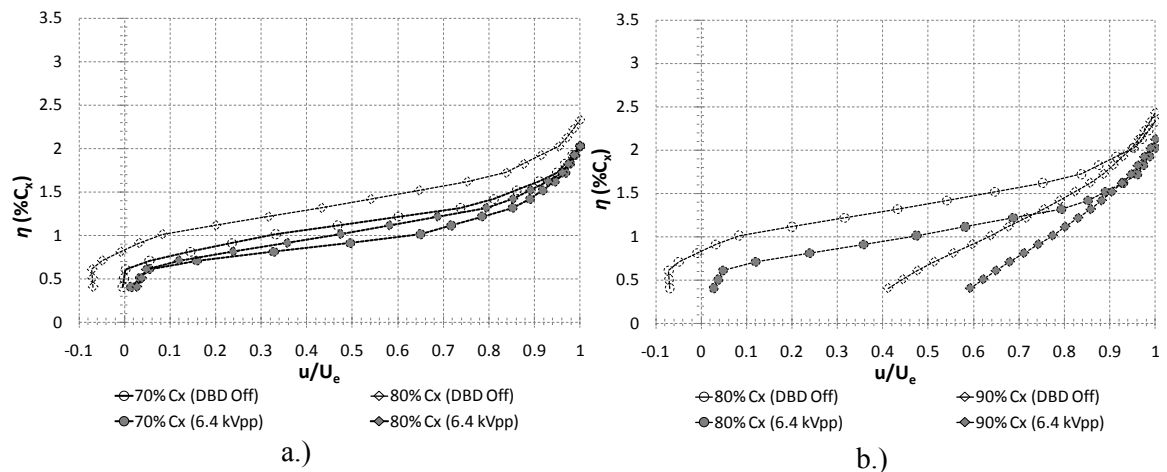 3.5
3
2.5
2
1.5
1
0.5
0
η (%Cₓ)
-0.1 0 0.1 0.2 0.3 0.4 0.5 0.6 0.7 0.8 0.9 1
u/Uₑ
70% Cx (DBD Off) 80% Cx (DBD Off)
70% Cx (6.4 kVpp) 80% Cx (6.4 kVpp)
a.)
3.5
3
2.5
2
1.5
1
0.5
0
η (%Cₓ)
-0.1 0 0.1 0.2 0.3 0.4 0.5 0.6 0.7 0.8 0.9 1
u/Uₑ
80% Cx (DBD Off) 90% Cx (DBD Off)
80% Cx (6.4 kVpp) 90% Cx (6.4 kVpp)
b.)